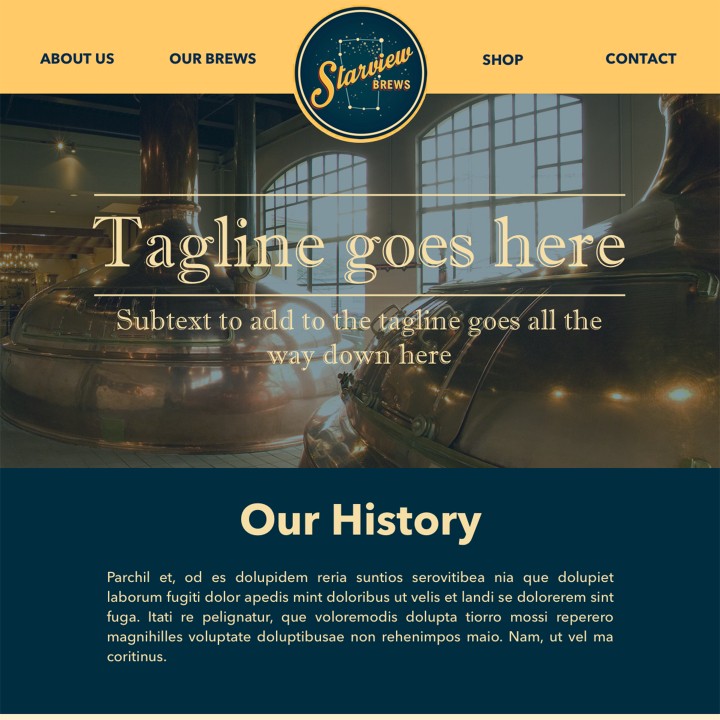 ABOUT US
OUR BREWS
Starview
BREWS
SHOP
CONTACT
Tagline goes here
Subtext to add to the tagline goes all the
way down here
Our History
Parchil et, od es dolupidem reria suntios serovitibea nia que dolupiet
laborum fugiti dolor apedis mint doloribus ut velis et landi se dolorerem sint
fuga. Itati re pelignatur, que voloremodis dolupta tiorro mossi reperero
magnihilles voluptate doluptibusae non rehenimpos maio. Nam, ut vel ma
coritinus.